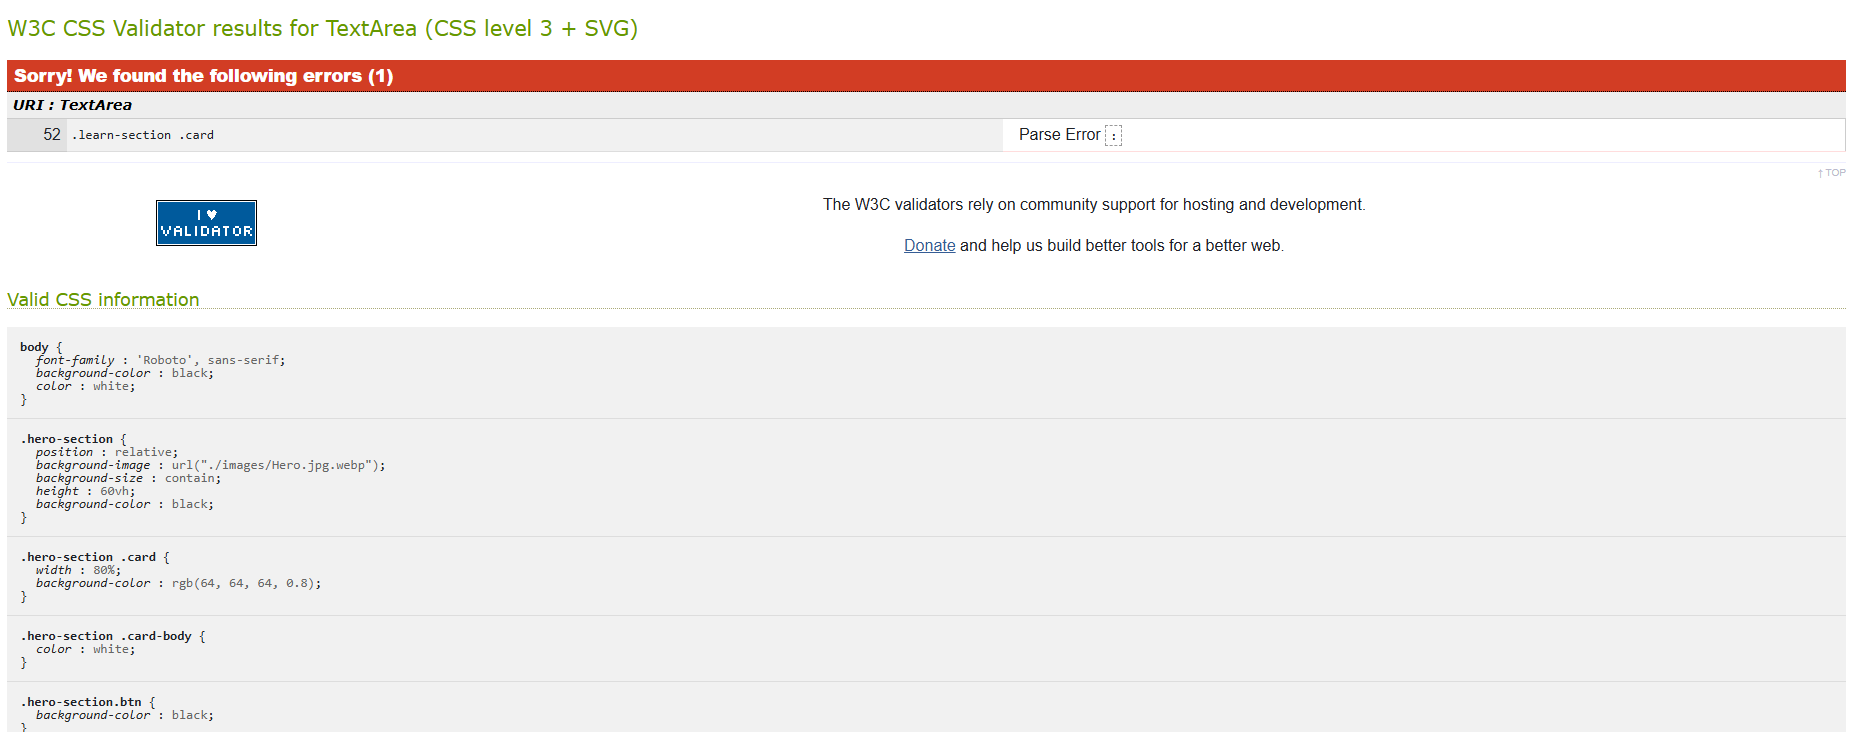 W3C CSS Validator results for TextArea (CSS level 3 + SVG)
Sorry! We found the following errors (1)
URI : TextArea
52 .learn-section .card Parse Error :
↑ TOP
I ♥
VALIDATOR
The W3C validators rely on community support for hosting and development.
Donate and help us build better tools for a better web.
Valid CSS information
body {
font-family : 'Roboto', sans-serif;
background-color : black;
color : white;
}
.hero-section {
position : relative;
background-image : url("./images/Hero.jpg.webp");
background-size : contain;
height : 60vh;
background-color : black;
}
.hero-section .card {
width : 80%;
background-color : rgb(64, 64, 64, 0.8);
}
.hero-section .card-body {
color : white;
}
.hero-section.btn {
background-color : black;
}